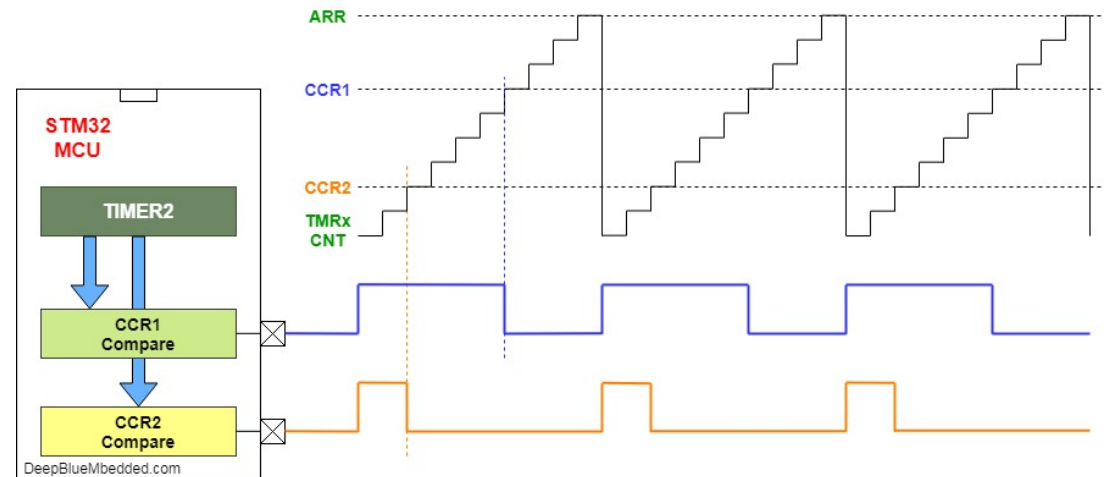 ARR
CCR1
CCR2
TMRx
CNT
STM32
MCU
TIMER2
CCR1
Compare
CCR2
Compare
DeepBlueMbedded.com